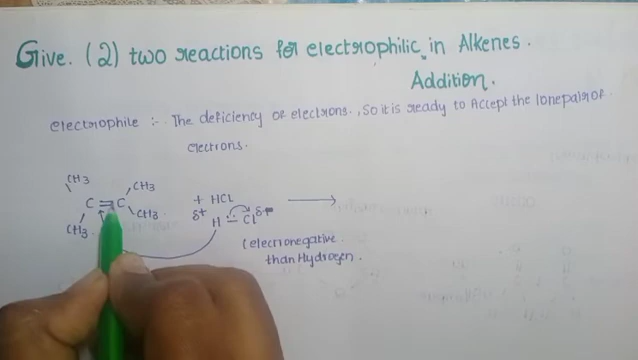 Give. (2) two reactions for electrophilic in Alkenes.
Addition.
electrophile :- The deficiency of electrons., So it is ready to Accept the lonepair of
electrons.
CH3
CH3
C = C
+ HCL
CH3
CH3
δ+ H - Cl δ-
(electronegative
than Hydrogen.